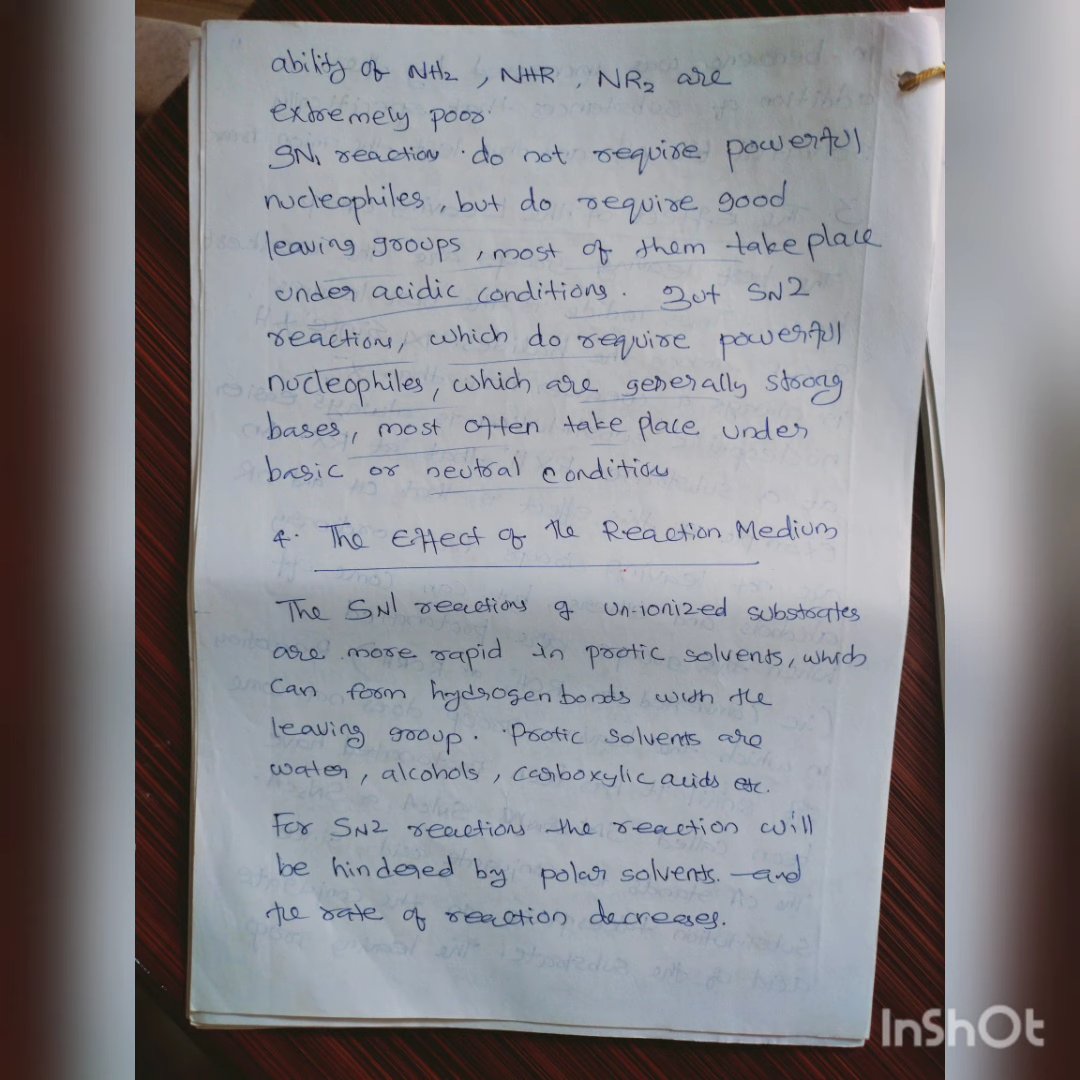 ability of NH2, NHR, NR2 are
extremely poor.
SN1 reaction do not require powerful
nucleophiles, but do require good
leaving groups, most of them take place
under acidic conditions. But SN2
reactions, which do require powerful
nucleophiles, which are generally strong
bases, most often take place under
basic or neutral condition
4. The Effect of the Reaction Medium
The SN1 reactions of un-ionized substrates
are more rapid in protic solvents, which
can form hydrogen bonds with the
leaving group. Protic solvents are
water, alcohols, carboxylic acids etc.
For SN2 reactions the reaction will
be hindered by polar solvents. and
the rate of reaction decreases.
InShOt